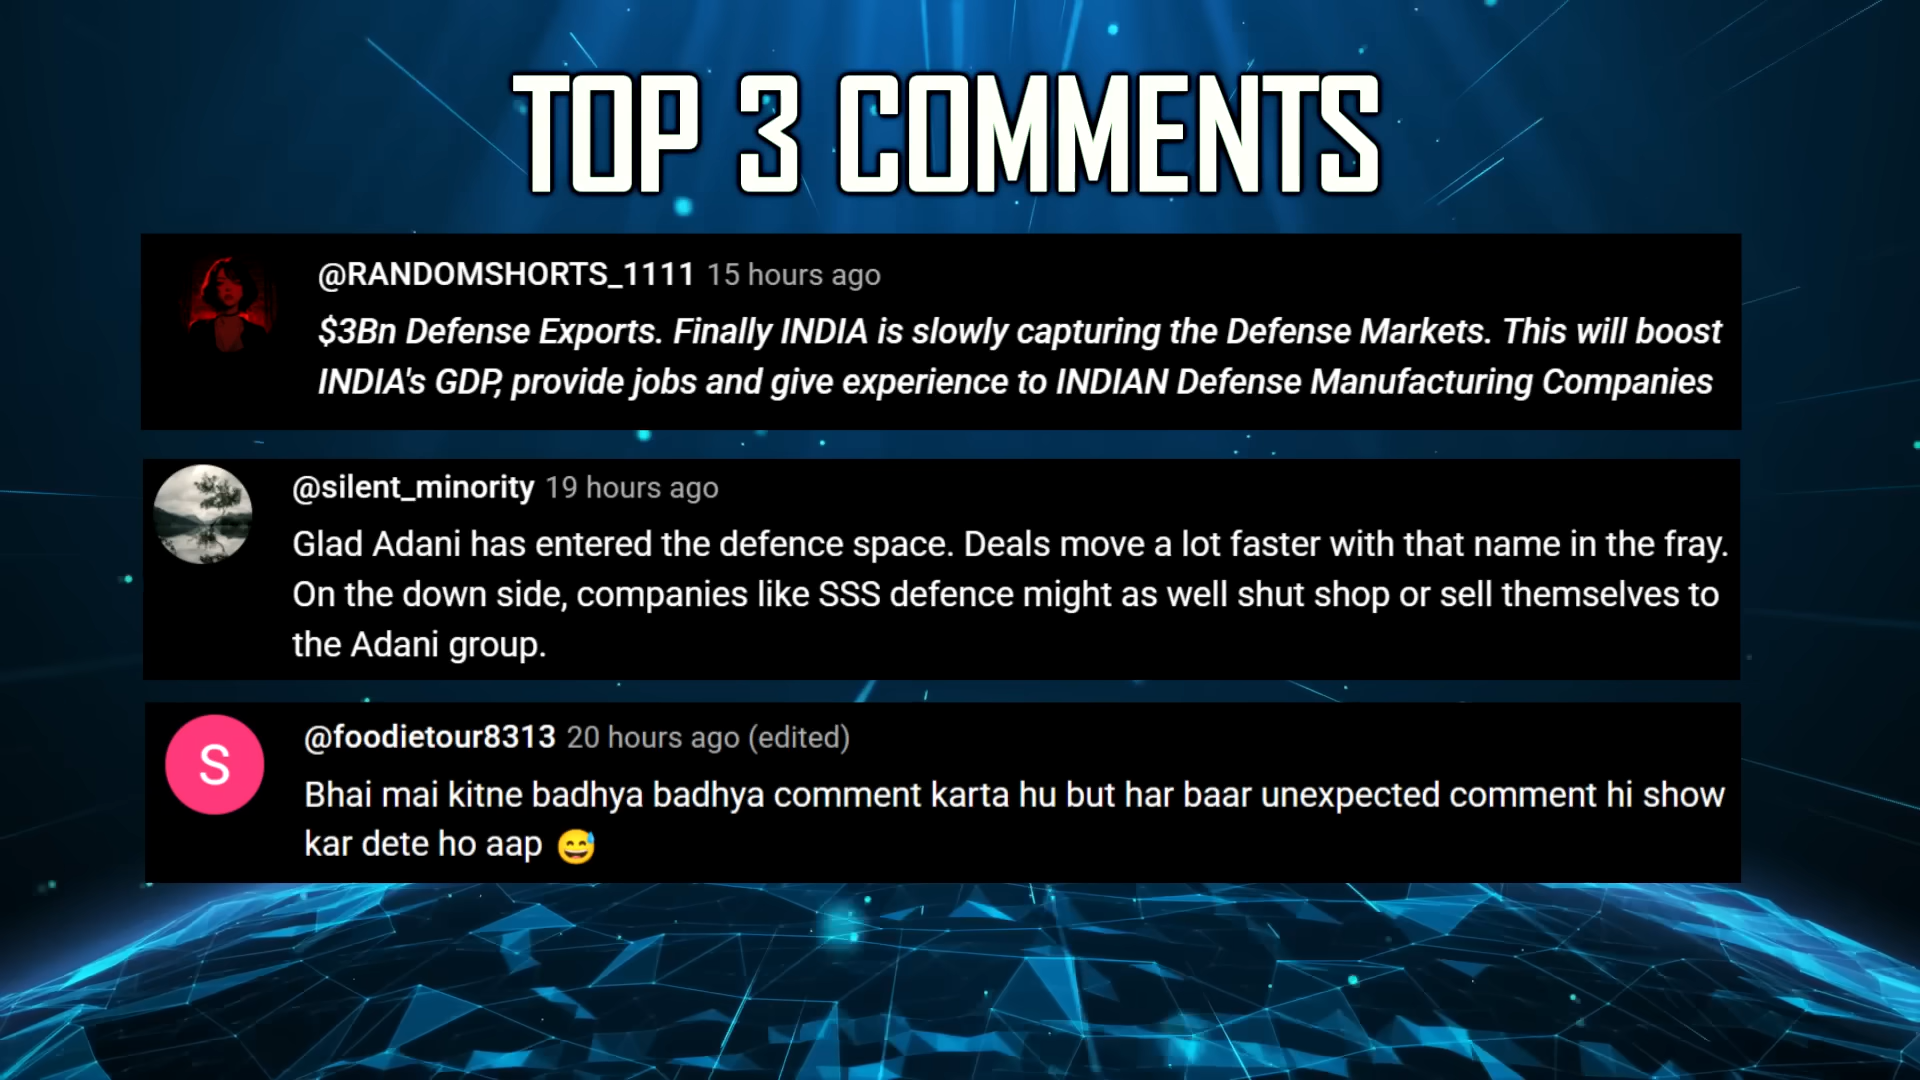 TOP 3 COMMENTS
@RANDOMSHORTS_1111 15 hours ago
$3Bn Defense Exports. Finally INDIA is slowly capturing the Defense Markets. This will boost
INDIA's GDP, provide jobs and give experience to INDIAN Defense Manufacturing Companies
@silent_minority 19 hours ago
Glad Adani has entered the defence space. Deals move a lot faster with that name in the fray.
On the down side, companies like SSS defence might as well shut shop or sell themselves to
the Adani group.
S
@foodietour8313 20 hours ago (edited)
Bhai mai kitne badhya badhya comment karta hu but har baar unexpected comment hi show
kar dete ho aap 😅